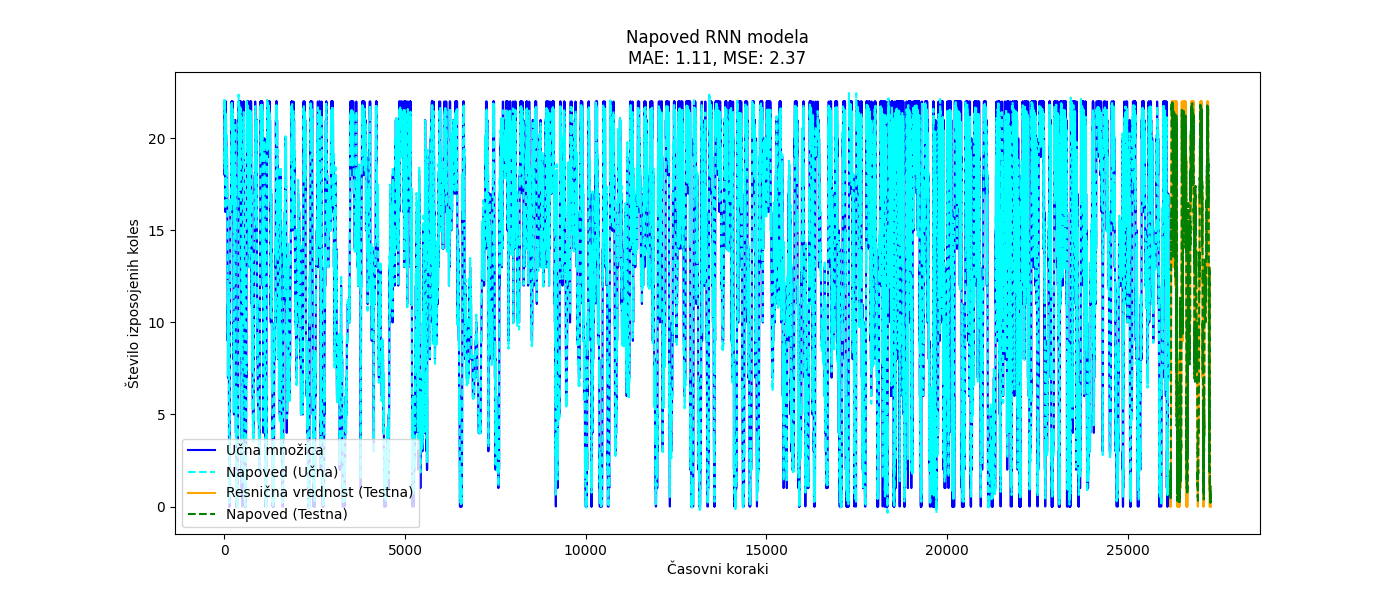 Napoved RNN modela
MAE: 1.11, MSE: 2.37
Število izposojenih koles
20
15
10
5
0
Učna množica
Napoved (Učna)
Resnična vrednost (Testna)
Napoved (Testna)
0
5000
10000
15000
20000
25000
Časovni koraki